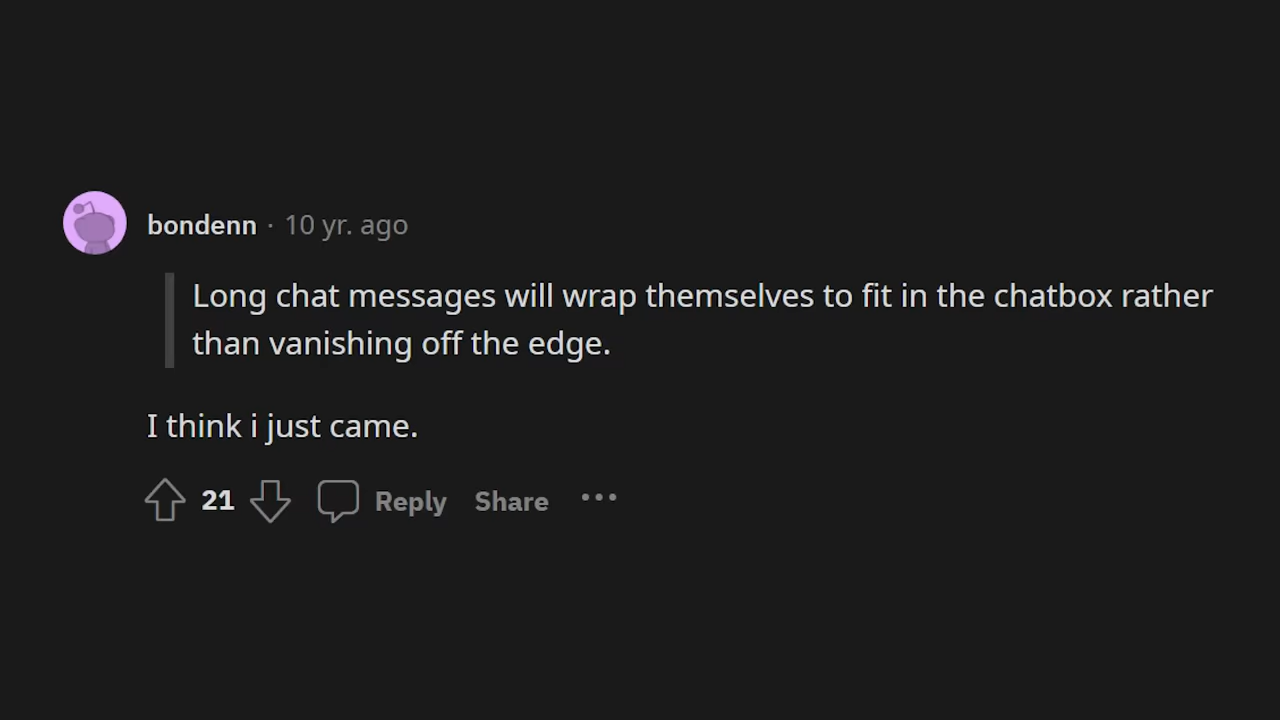 bondenn · 10 yr. ago
Long chat messages will wrap themselves to fit in the chatbox rather
than vanishing off the edge.
I think i just came.
21 Reply Share ···